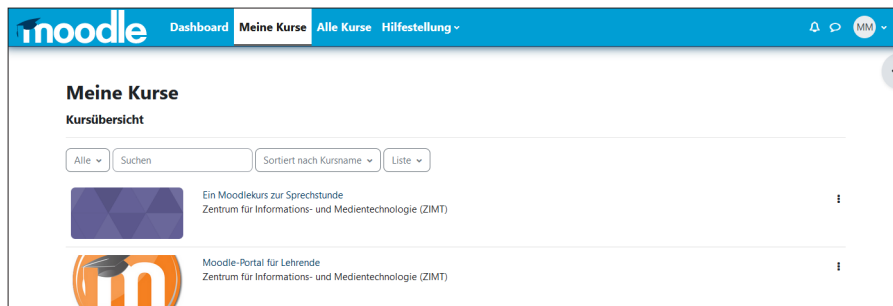 moodle Dashboard Meine Kurse Alle Kurse Hilfestellung MM
Meine Kurse
Kursübersicht
Alle Suchen Sortiert nach Kursname Liste
Ein Moodlekurs zur Sprechstunde
Zentrum für Informations- und Medientechnologie (ZIMT)
Moodle-Portal für Lehrende
Zentrum für Informations- und Medientechnologie (ZIMT)
m